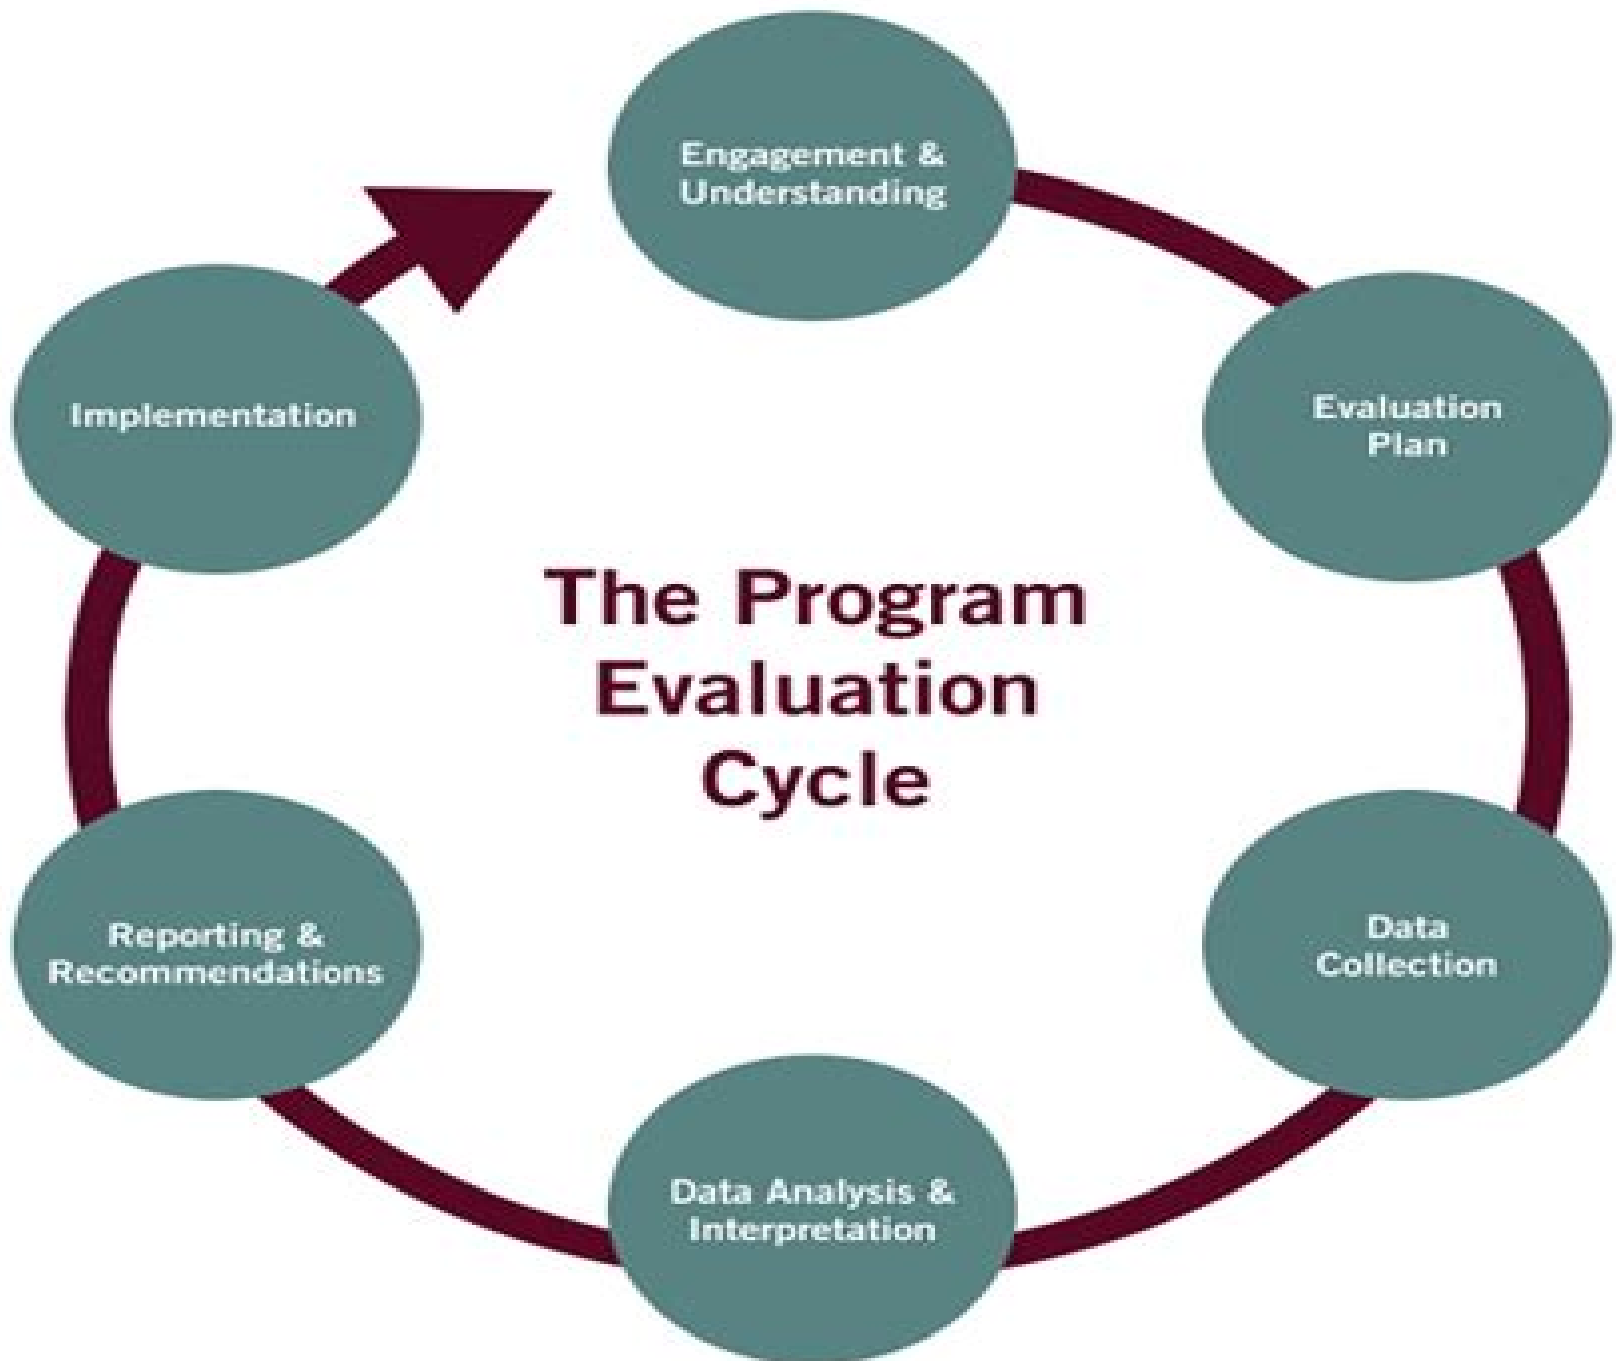 Engagement &
Understanding
Evaluation
Plan
Data
Collection
Data Analysis &
Interpretation
Reporting &
Recommendations
Implementation
The Program
Evaluation
Cycle